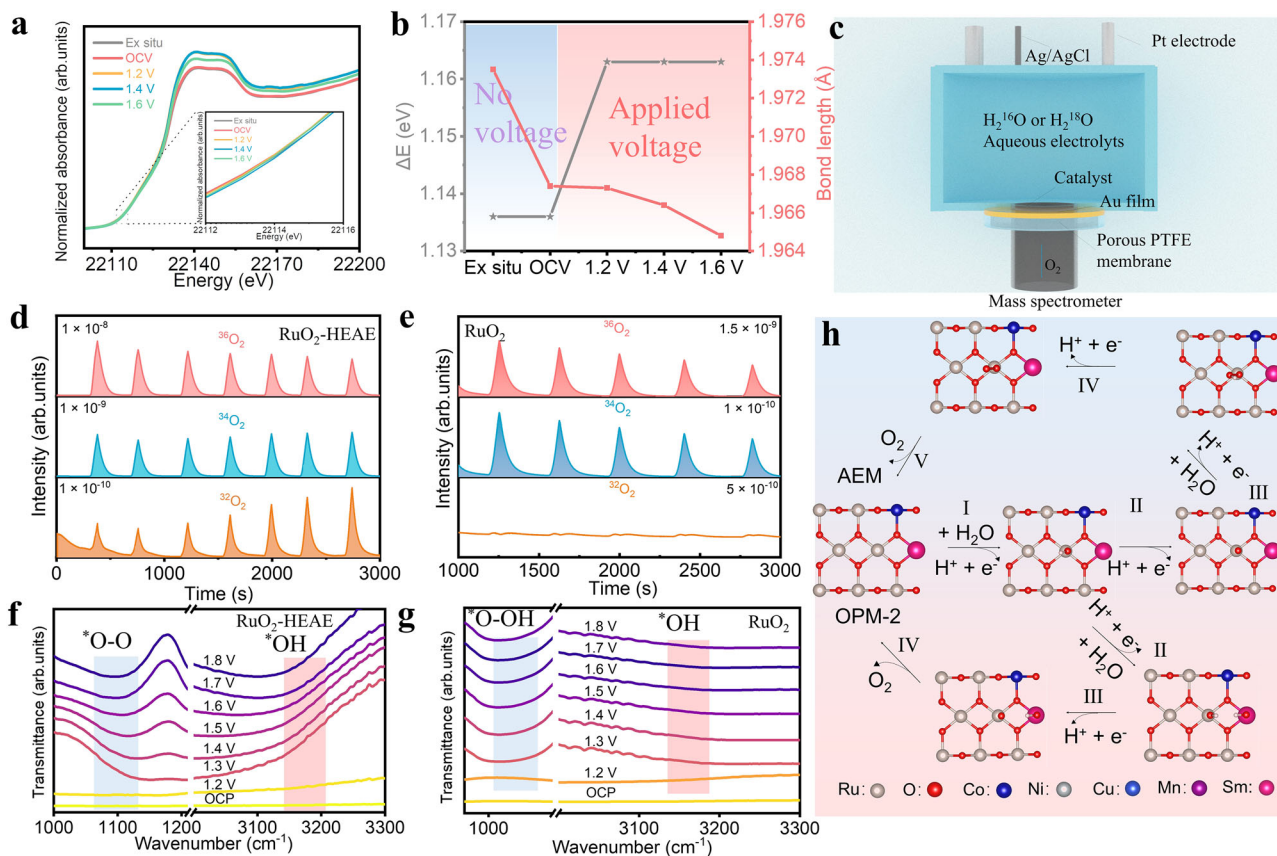 a
Normalized absorbance (arb.units)
Ex situ
OCV
1.2 V
1.4 V
1.6 V
Normalized absorbance (arb.units)
Ex situ
OCV
1.2 V
1.4 V
1.6 V
22112 22114 22116
Energy (eV)
22110 22140 22170 22200
Energy (eV)
b
1.17
1.16
1.15
1.14
1.13
ΔE (eV)
No
voltage
Applied
voltage
1.976
1.974
1.972
1.970
1.968
1.966
1.964
Bond length (Å)
Ex situ OCV 1.2 V 1.4 V 1.6 V
c
Pt electrode
Ag/AgCl
H₂¹⁶O or H₂¹⁸O
Aqueous electrolyts
Catalyst
Au film
Porous PTFE
membrane
O₂
Mass spectrometer
d
Intensity (arb.units)
1 × 10⁻⁸
³⁶O₂
RuO₂-HEAE
1 × 10⁻⁹
³⁴O₂
1 × 10⁻¹⁰
³²O₂
0 1000 2000 3000
Time (s)
e
Intensity (arb.units)
RuO₂
³⁶O₂
1.5 × 10⁻⁹
³⁴O₂
1 × 10⁻¹⁰
³²O₂
5 × 10⁻¹⁰
1000 1500 2000 2500 3000
Time (s)
f
Transmittance (arb.units)
*O-O
RuO₂-HEAE
*OH
1.8 V
1.7 V
1.6 V
1.5 V
1.4 V
1.3 V
1.2 V
OCP
1000 1100 1200 3100 3200 3300
Wavenumber (cm⁻¹)
g
Transmittance (arb.units)
*O-OH
*OH
RuO₂
1.8 V
1.7 V
1.6 V
1.5 V
1.4 V
1.3 V
1.2 V
OCP
1000 3100 3200 3300
Wavenumber (cm⁻¹)
h
H⁺ + e⁻
IV
O₂
V
H⁺ + e⁻
+ H₂O
III
AEM
I
+ H₂O
H⁺ + e⁻
II
H⁺ + e⁻
OPM-2
IV
O₂
H⁺ + e⁻
+ H₂O
II
III
H⁺ + e⁻
Ru: O: Co: Ni: Cu: Mn: Sm: